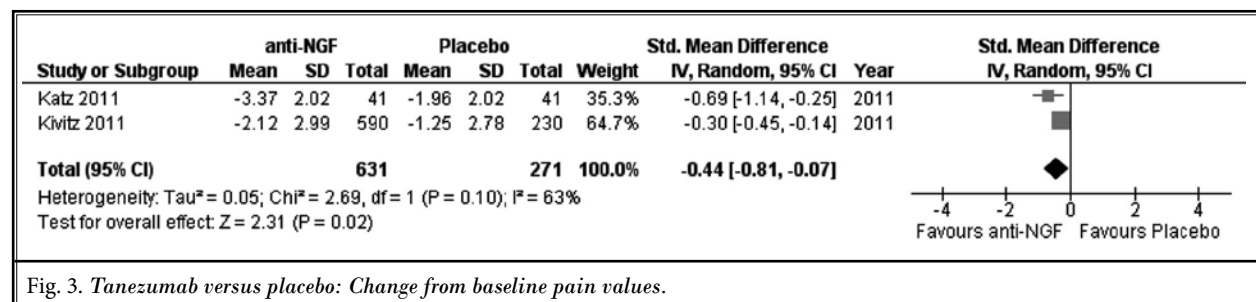 anti-NGF Placebo Std. Mean Difference Std. Mean Difference
Study or Subgroup Mean SD Total Mean SD Total Weight IV, Random, 95% CI Year IV, Random, 95% CI
Katz 2011 -3.37 2.02 41 -1.96 2.02 41 35.3% -0.69 [-1.14, -0.25] 2011
Kivitz 2011 -2.12 2.99 590 -1.25 2.78 230 64.7% -0.30 [-0.45, -0.14] 2011
Total (95% CI) 631 271 100.0% -0.44 [-0.81, -0.07]
Heterogeneity: Tau² = 0.05; Chi² = 2.69, df = 1 (P = 0.10); I² = 63%
Test for overall effect: Z = 2.31 (P = 0.02)
-4 -2 0 2 4
Favours anti-NGF Favours Placebo
Fig. 3. Tanezumab versus placebo: Change from baseline pain values.